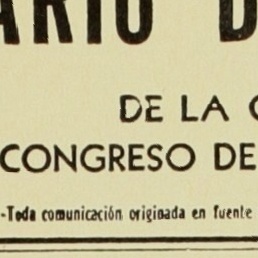 ARIO D
DE LA C
CONGRESO DE
-Toda comunicación originada en fuente